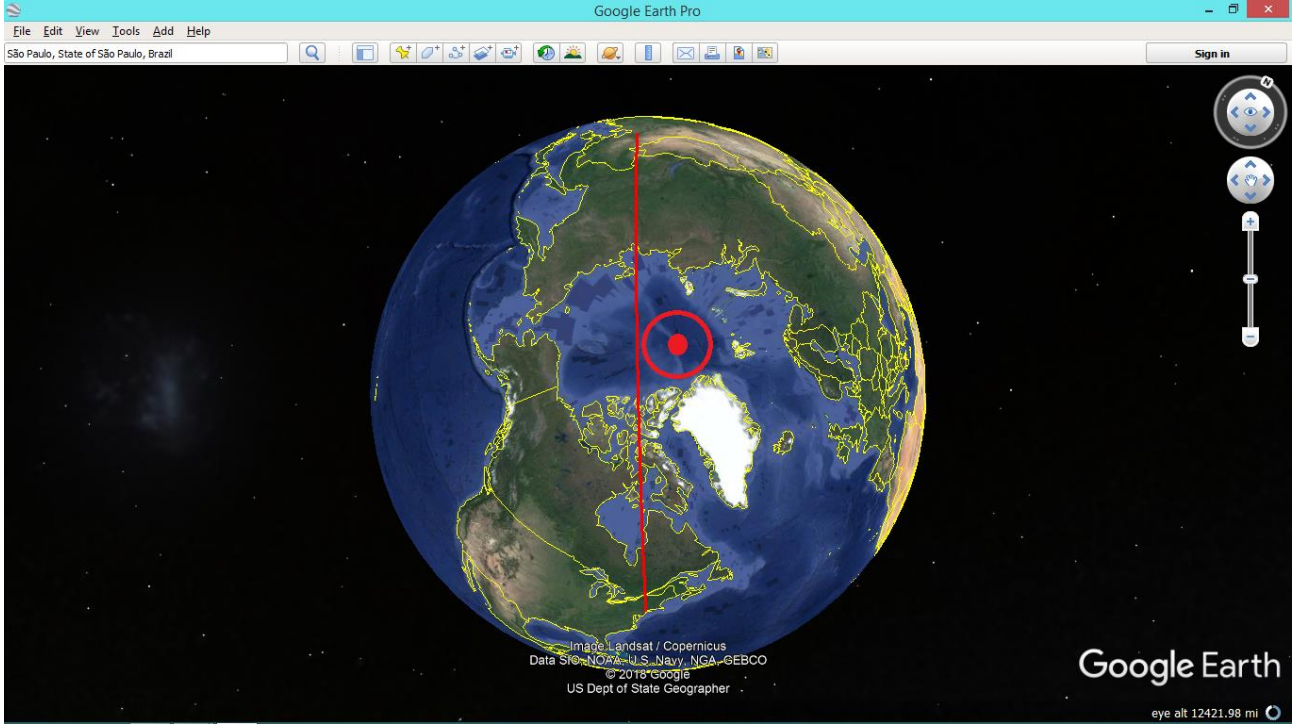 Google Earth Pro
File Edit View Tools Add Help
São Paulo, State of São Paulo, Brazil
Sign in
N
Image Landsat / Copernicus
Data SIO, NOAA, U.S. Navy, NGA, GEBCO
© 2018 Google
US Dept of State Geographer
Google Earth
eye alt 12421.98 mi